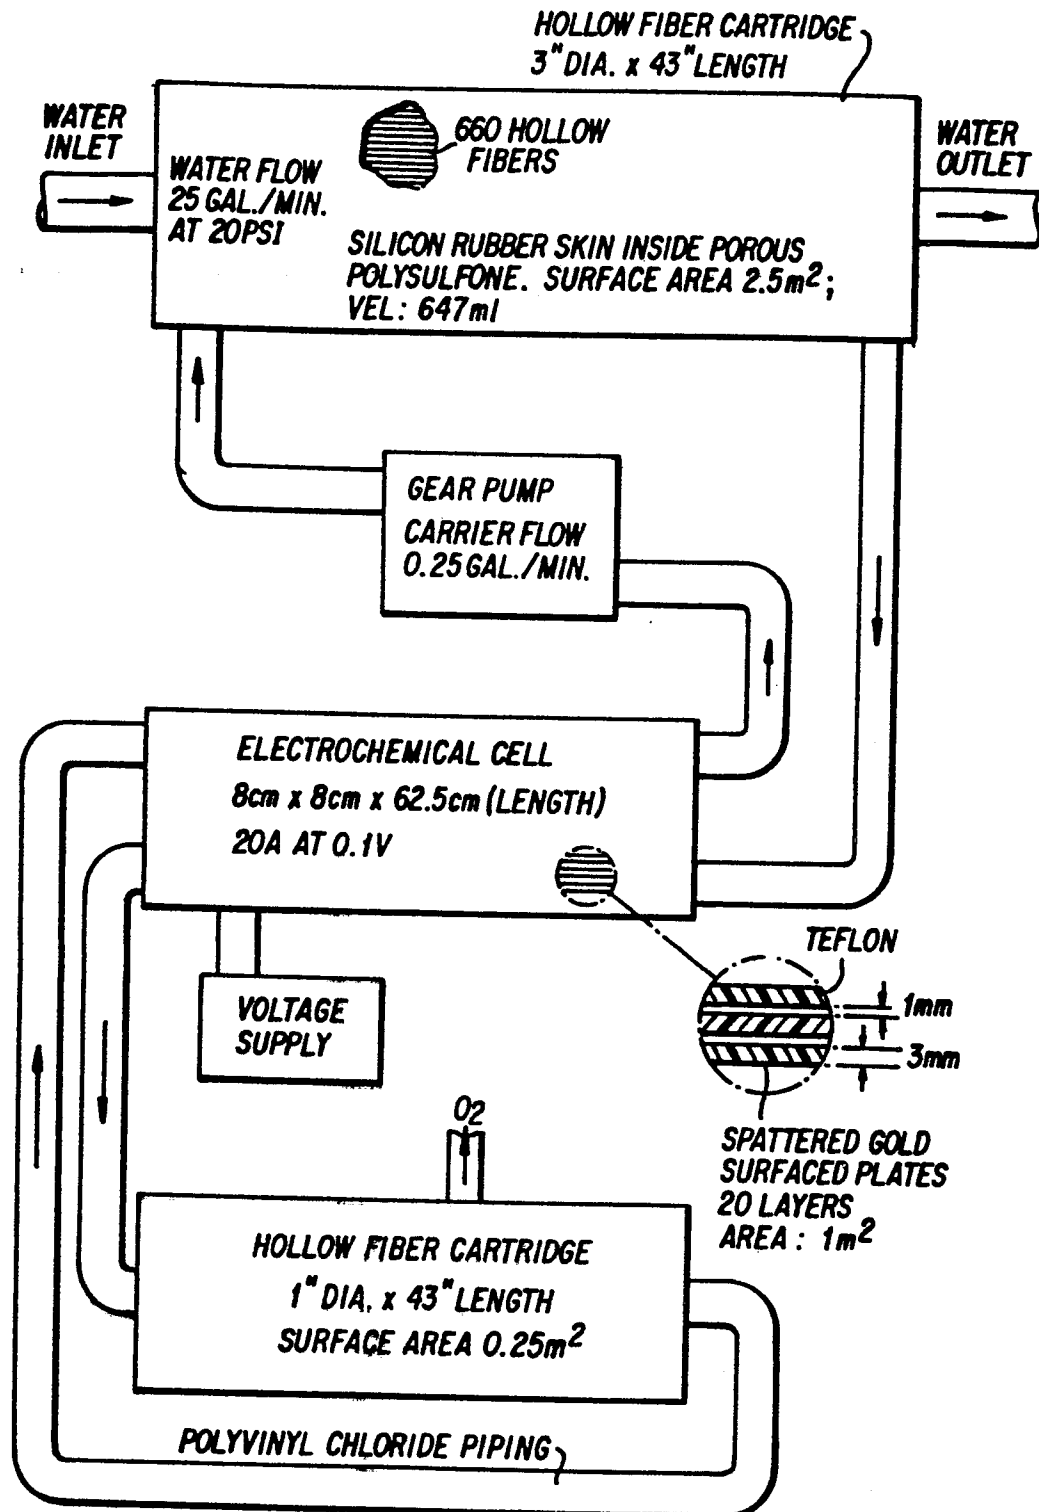 HOLLOW FIBER CARTRIDGE
3" DIA. x 43" LENGTH
WATER
INLET
660 HOLLOW
FIBERS
WATER
OUTLET
WATER FLOW
25 GAL./MIN.
AT 20PSI
SILICON RUBBER SKIN INSIDE POROUS
POLYSULFONE. SURFACE AREA 2.5m²;
VEL: 647ml
GEAR PUMP
CARRIER FLOW
0.25 GAL./MIN.
ELECTROCHEMICAL CELL
8cm x 8cm x 62.5cm (LENGTH)
20A AT 0.1V
TEFLON
1mm
3mm
VOLTAGE
SUPPLY
SPATTERED GOLD
SURFACED PLATES
20 LAYERS
AREA: 1m²
O2
HOLLOW FIBER CARTRIDGE
1" DIA. x 43" LENGTH
SURFACE AREA 0.25m²
POLYVINYL CHLORIDE PIPING